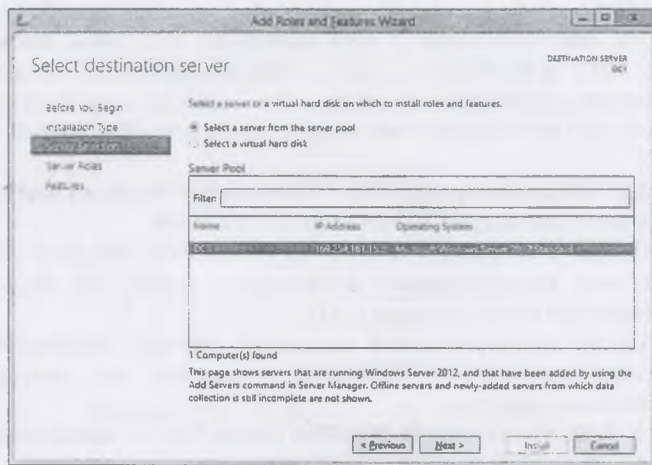 Add Roles and Features Wizard
Select destination server
DESTINATION SERVER
DC1
Before You Begin
Installation Type
Server Selection
Server Roles
Features
Select a server or a virtual hard disk on which to install roles and features.
Select a server from the server pool
Select a virtual hard disk
Server Pool
Filter:
Name IP Address Operating System
DC1 Microsoft Windows Server 2012 Standard
1 Computer(s) found
This page shows servers that are running Windows Server 2012, and that have been added by using the
Add Servers command in Server Manager. Offline servers and newly-added servers from which data
collection is still incomplete are not shown.
< Previous Next > Install Cancel